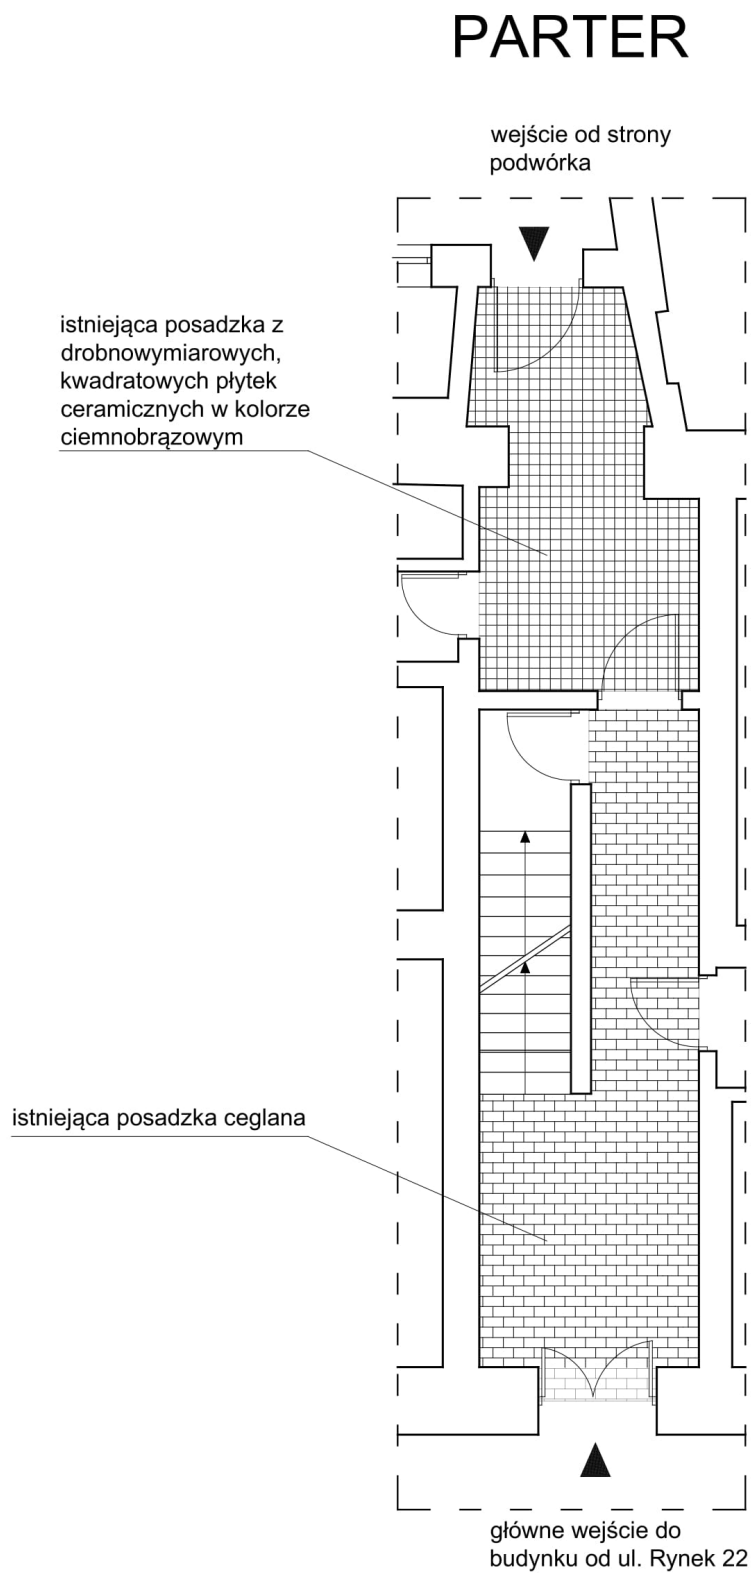 PARTER
wejście od strony
podwórka
istniejąca posadzka z
drobnowymiarowych,
kwadratowych płytek
ceramicznych w kolorze
ciemnobrązowym
istniejąca posadzka ceglana
główne wejście do
budynku od ul. Rynek 22